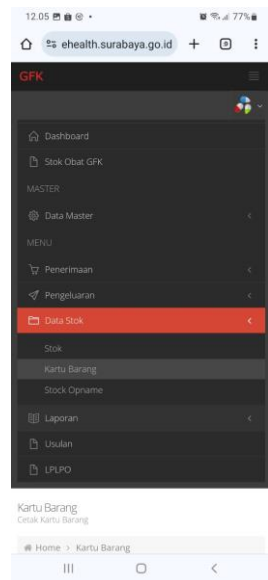 12.05
77%
ehealth.surabaya.go.id
GFK
Dashboard
Stok Obat GFK
MASTER
Data Master
MENU
Penerimaan
Pengeluaran
Data Stok
Stok
Kartu Barang
Stock Opname
Laporan
Usulan
LPLPO
Kartu Barang
Cetak Kartu Barang
Home > Kartu Barang